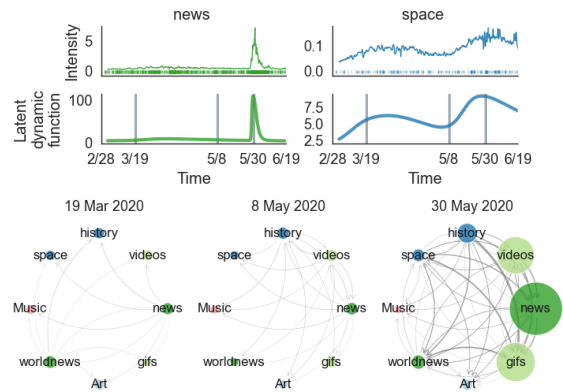 news
space
Intensity
5
0
0.1
0.0
Latent
dynamic
function
100
0
7.5
5.0
2.5
2/28 3/19 5/8 5/30 6/19
2/28 3/19 5/8 5/30 6/19
Time
Time
19 Mar 2020
8 May 2020
30 May 2020
history
space
videos
Music
news
worldnews
gifs
Art
history
space
videos
Music
news
worldnews
gifs
Art
history
space
videos
Music
news
worldnews
gifs
Art